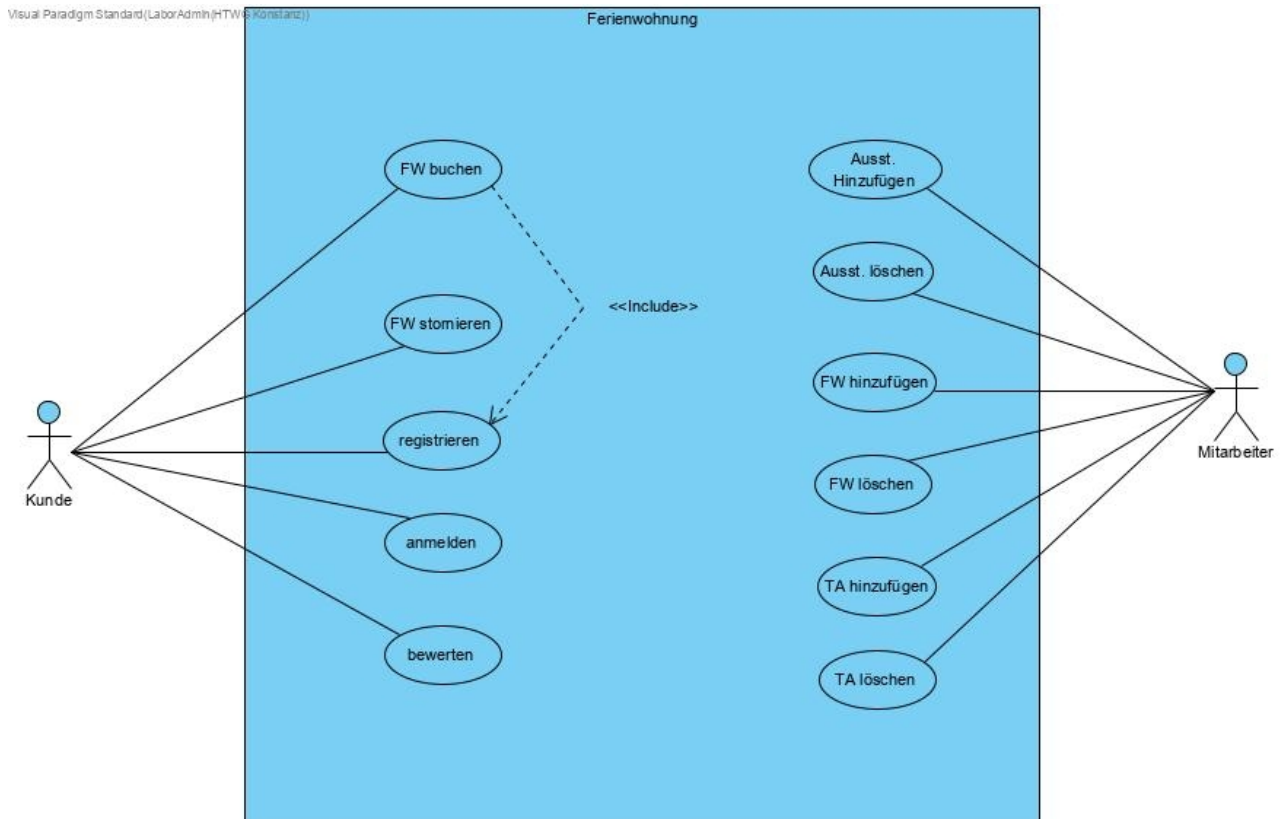 Visual Paradigm Standard(LaborAdmin(HTWG Konstanz))
Ferienwohnung
FW buchen
Ausst.
Hinzufügen
Ausst. löschen
<<Include>>
FW stornieren
FW hinzufügen
registrieren
Kunde
Mitarbeiter
FW löschen
anmelden
TA hinzufügen
bewerten
TA löschen